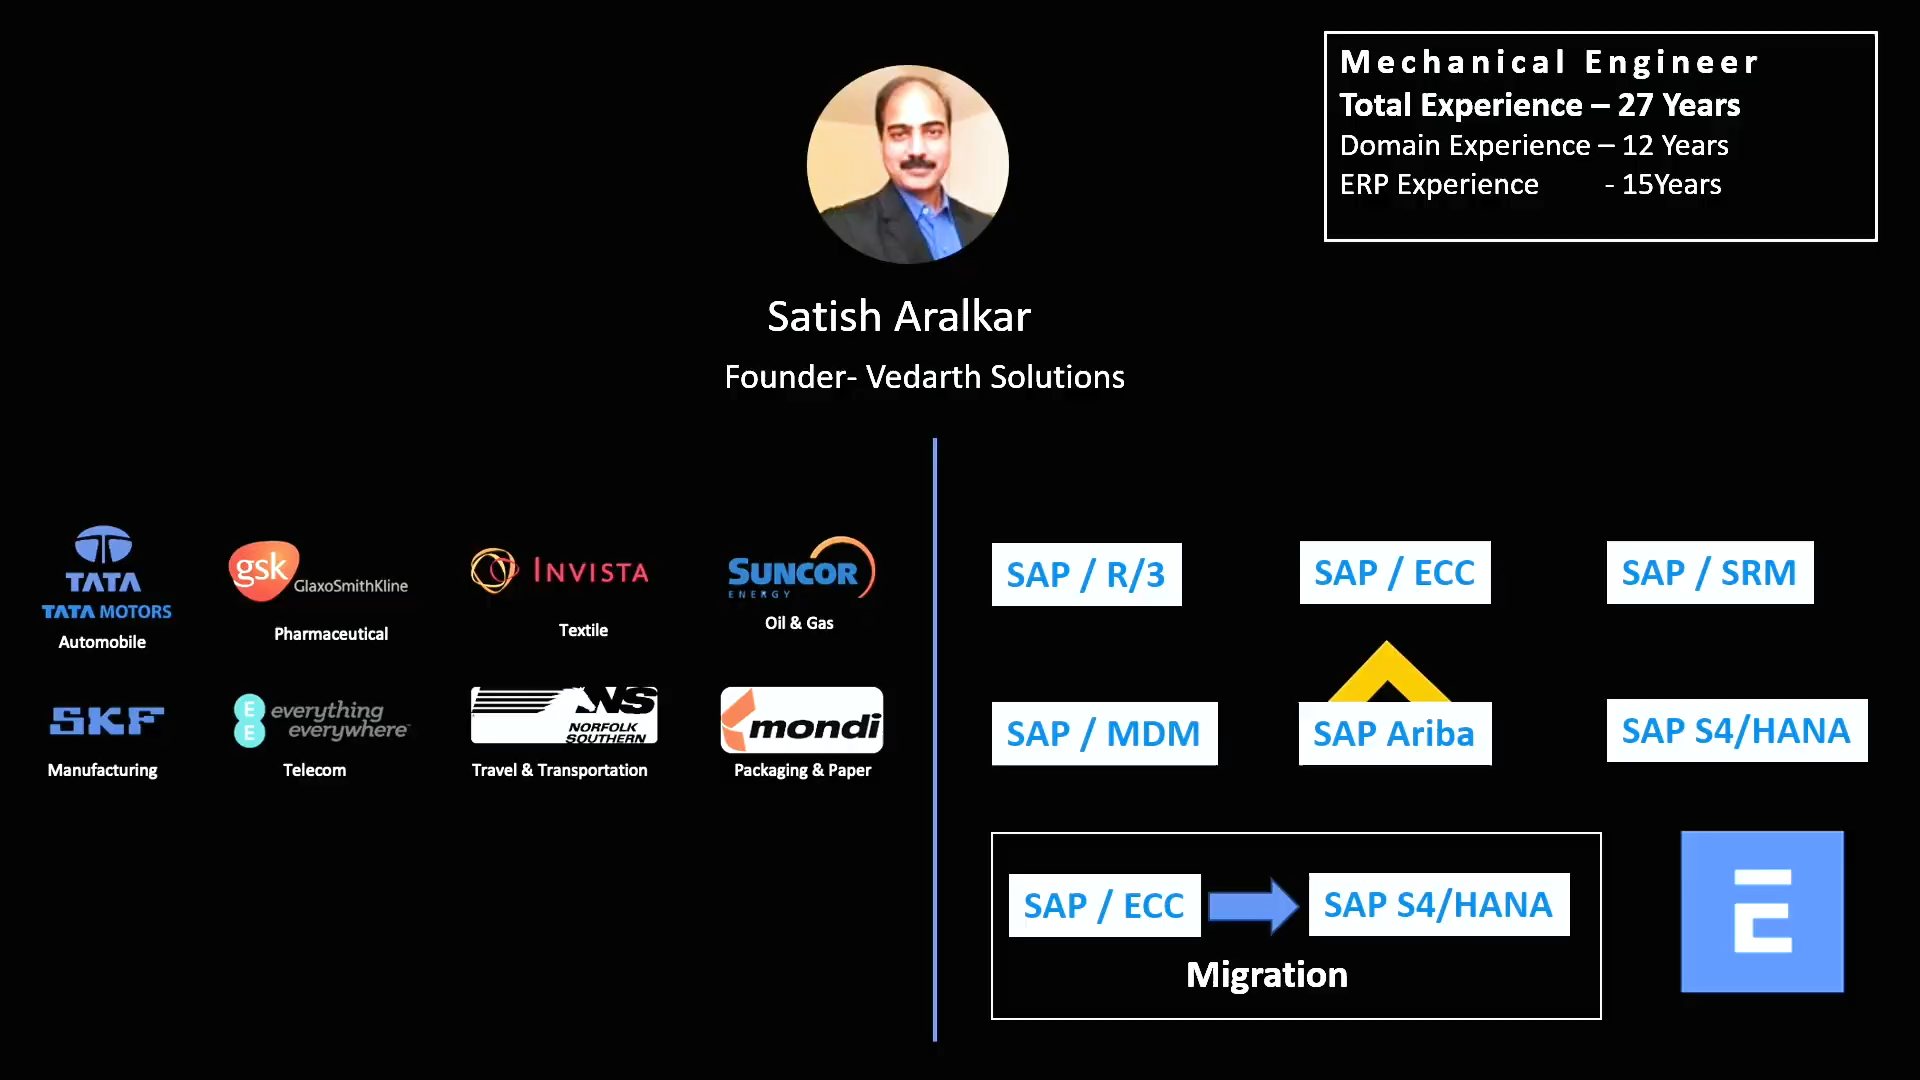 Mechanical Engineer
Total Experience – 27 Years
Domain Experience – 12 Years
ERP Experience - 15Years
Satish Aralkar
Founder- Vedarth Solutions
TATA
TATA MOTORS
Automobile
gsk GlaxoSmithKline
Pharmaceutical
INVISTA
Textile
SUNCOR
ENERGY
Oil & Gas
SKF
Manufacturing
EE everything everywhere
Telecom
NS
NORFOLK
SOUTHERN
Travel & Transportation
mondi
Packaging & Paper
SAP / R/3
SAP / ECC
SAP / SRM
SAP / MDM
SAP Ariba
SAP S4/HANA
SAP / ECC
SAP S4/HANA
Migration
E